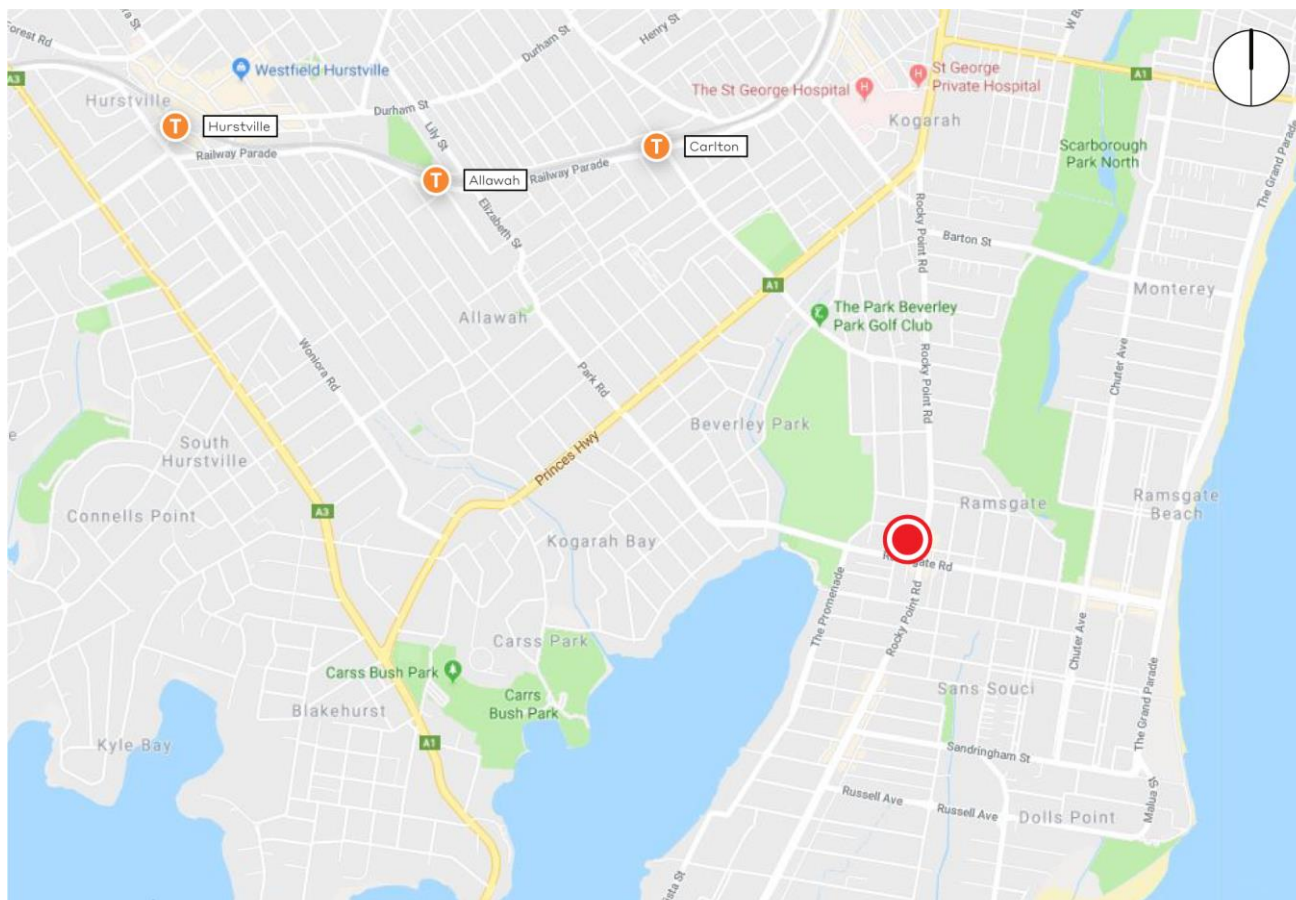 Forest Rd
A3
Hurstville
Westfield Hurstville
Durham St
Henry St
Durham St
Hurstville
T
Railway Parade
Lily St
T
Allawah
Railway Parade
T
Carlton
The St George Hospital
H
H
St George
Private Hospital
Kogarah
A1
Scarborough
Park North
The Grand Parade
Elizabeth St
Rocky Point Rd
Barton St
Monterey
A1
The Park Beverley
Park Golf Club
Allawah
Woniora Rd
Park Rd
Rocky Point Rd
Chuter Ave
Beverley Park
South
Hurstville
Princes Hwy
Connells Point
A3
Kogarah Bay
Ramsgate
Ramsgate
Beach
The Promenade
Rocky Point Rd
Chuter Ave
The Grand Parade
Carss Park
Carss Bush Park
Carrs
Bush Park
Blakehurst
Kyle Bay
A1
Sans Souci
Sandringham St
Russell Ave
Russell Ave
Dolls Point
Malua St